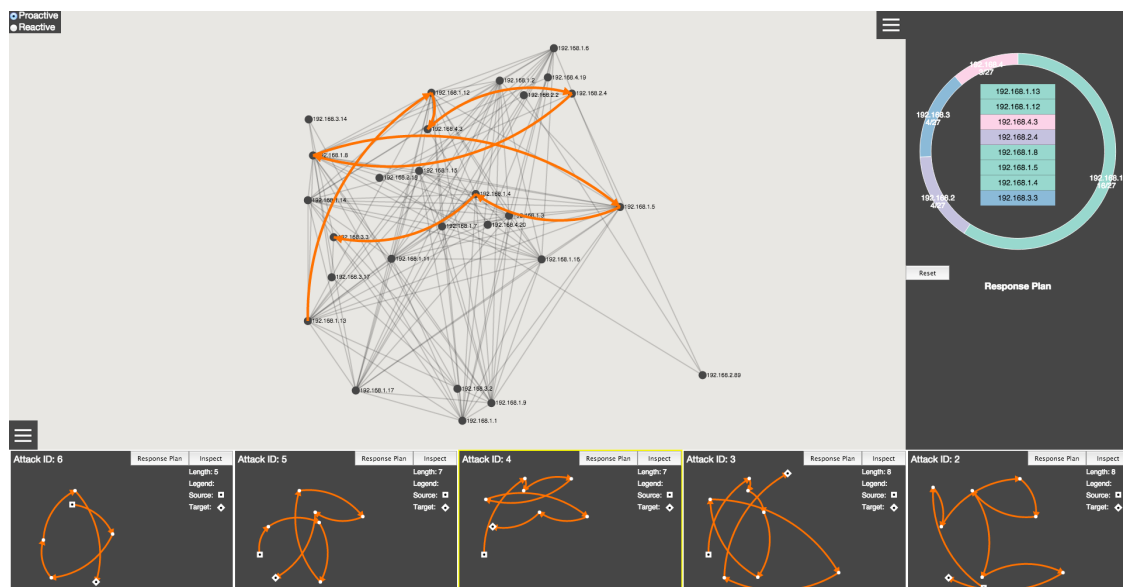 Proactive
Reactive
192.168.1.6
192.168.1.2
192.168.4.19
192.168.1.12
192.168.2.2
192.168.2.4
192.168.3.14
192.168.4.3
192.168.1.8
192.168.1.15
192.168.1.4
192.168.1.14
192.168.1.5
192.168.1.3
192.168.1.7
192.168.4.20
192.168.3.3
192.168.1.11
192.168.1.16
192.168.3.17
192.168.1.13
192.168.2.89
192.168.1.17
192.168.3.2
192.168.1.9
192.168.1.1
192.168.3
4/27
192.168.2
4/27
192.168.1
16/27
192.168.1.13
192.168.1.12
192.168.4.3
192.168.2.4
192.168.1.8
192.168.1.5
192.168.1.4
192.168.3.3
Reset
Response Plan
Attack ID: 6
Response Plan
Inspect
Length: 5
Legend:
Source:
Target:
Attack ID: 5
Response Plan
Inspect
Length: 7
Legend:
Source:
Target:
Attack ID: 4
Response Plan
Inspect
Length: 7
Legend:
Source:
Target:
Attack ID: 3
Response Plan
Inspect
Length: 8
Legend:
Source:
Target:
Attack ID: 2
Response Plan
Inspect
Length: 8
Legend:
Source:
Target: